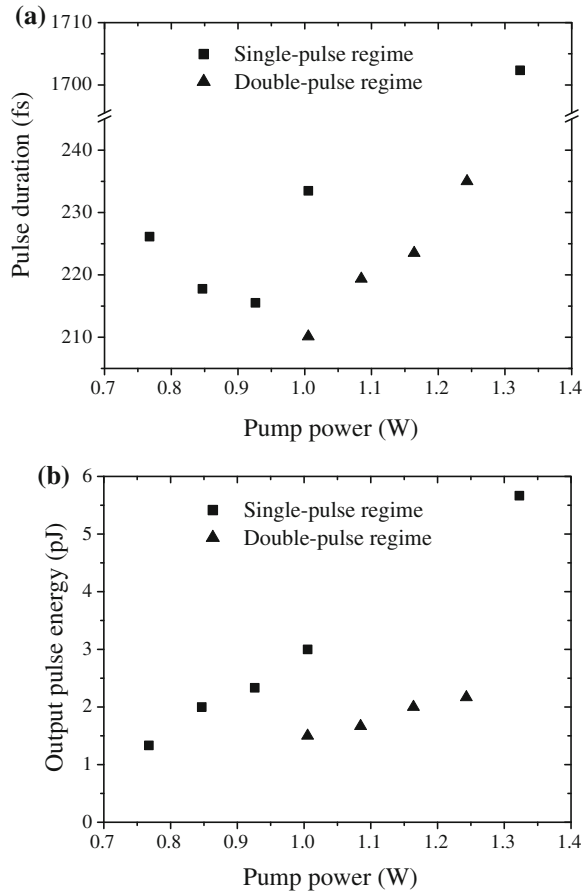 (a)
1710
Single-pulse regime
Double-pulse regime
1700
240
230
220
210
Pulse duration (fs)
0.7 0.8 0.9 1.0 1.1 1.2 1.3 1.4
Pump power (W)
(b)
6
Single-pulse regime
Double-pulse regime
5
4
3
2
1
0
Output pulse energy (pJ)
0.7 0.8 0.9 1.0 1.1 1.2 1.3 1.4
Pump power (W)